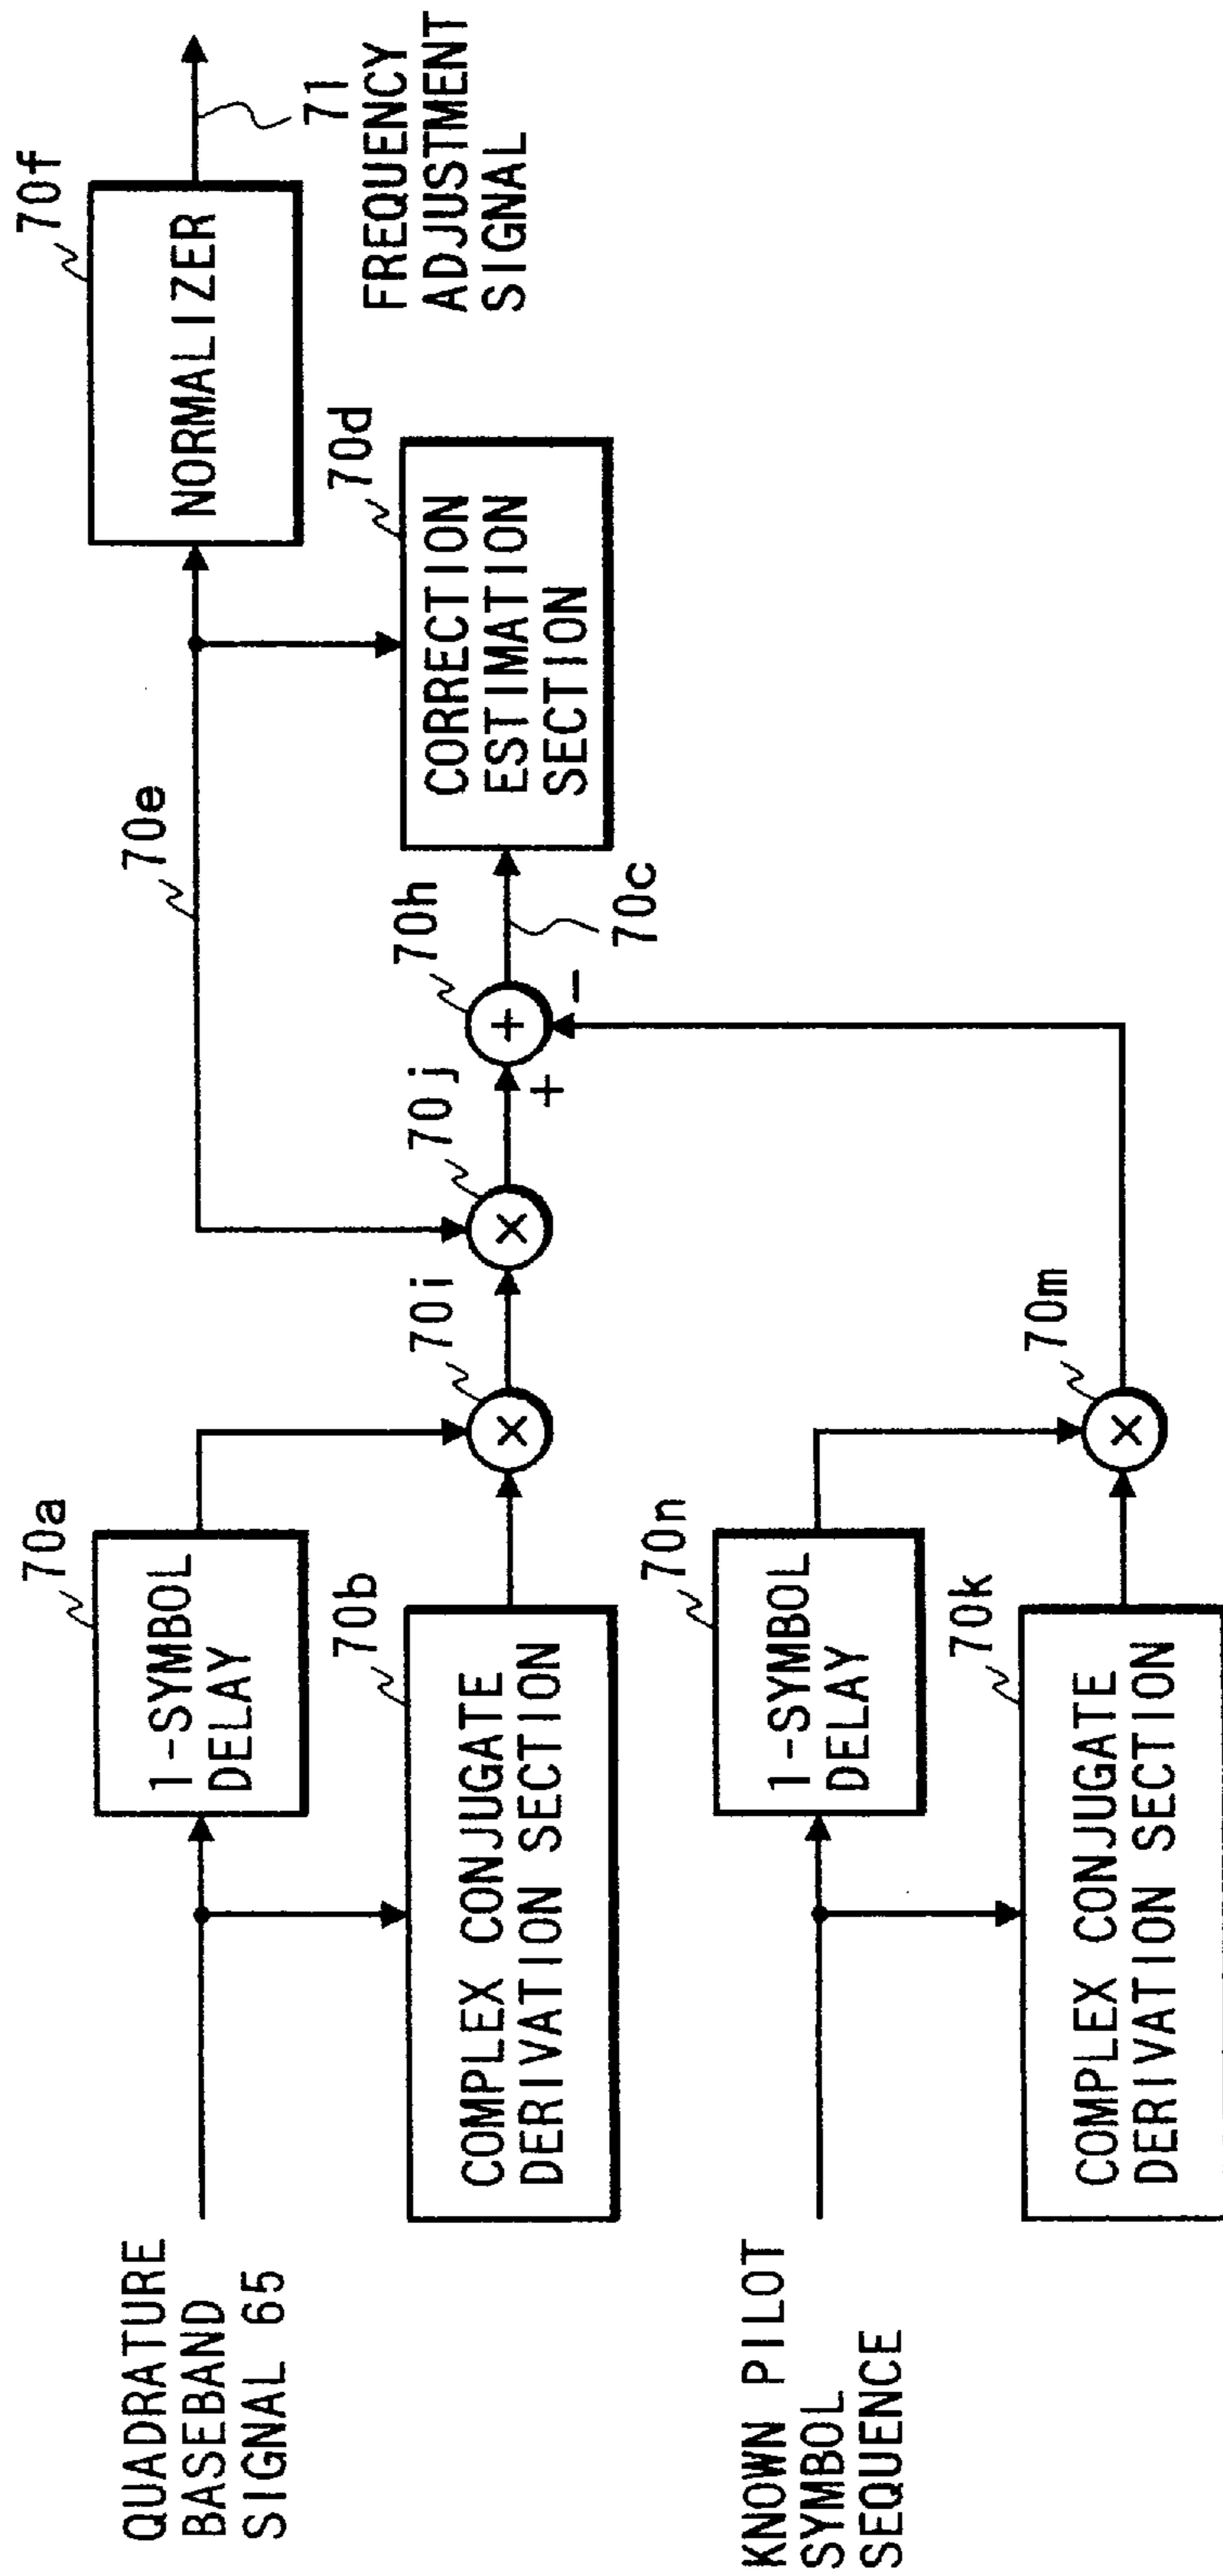 QUADRATURE
BASEBAND
SIGNAL 65
70a
1-SYMBOL
DELAY
70b
COMPLEX CONJUGATE
DERIVATION SECTION
70i
×
70j
×
+
70h
+
-
70c
70e
70d
CORRECTION
ESTIMATION
SECTION
70f
NORMALIZER
71
FREQUENCY
ADJUSTMENT
SIGNAL
KNOWN PILOT
SYMBOL
SEQUENCE
70n
1-SYMBOL
DELAY
70k
COMPLEX CONJUGATE
DERIVATION SECTION
70m
×